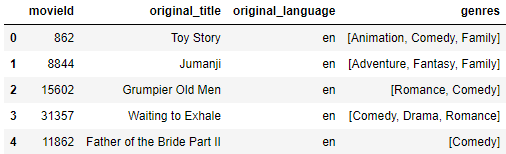 movieId original_title original_language genres
0 862 Toy Story en [Animation, Comedy, Family]
1 8844 Jumanji en [Adventure, Fantasy, Family]
2 15602 Grumpier Old Men en [Romance, Comedy]
3 31357 Waiting to Exhale en [Comedy, Drama, Romance]
4 11862 Father of the Bride Part II en [Comedy]